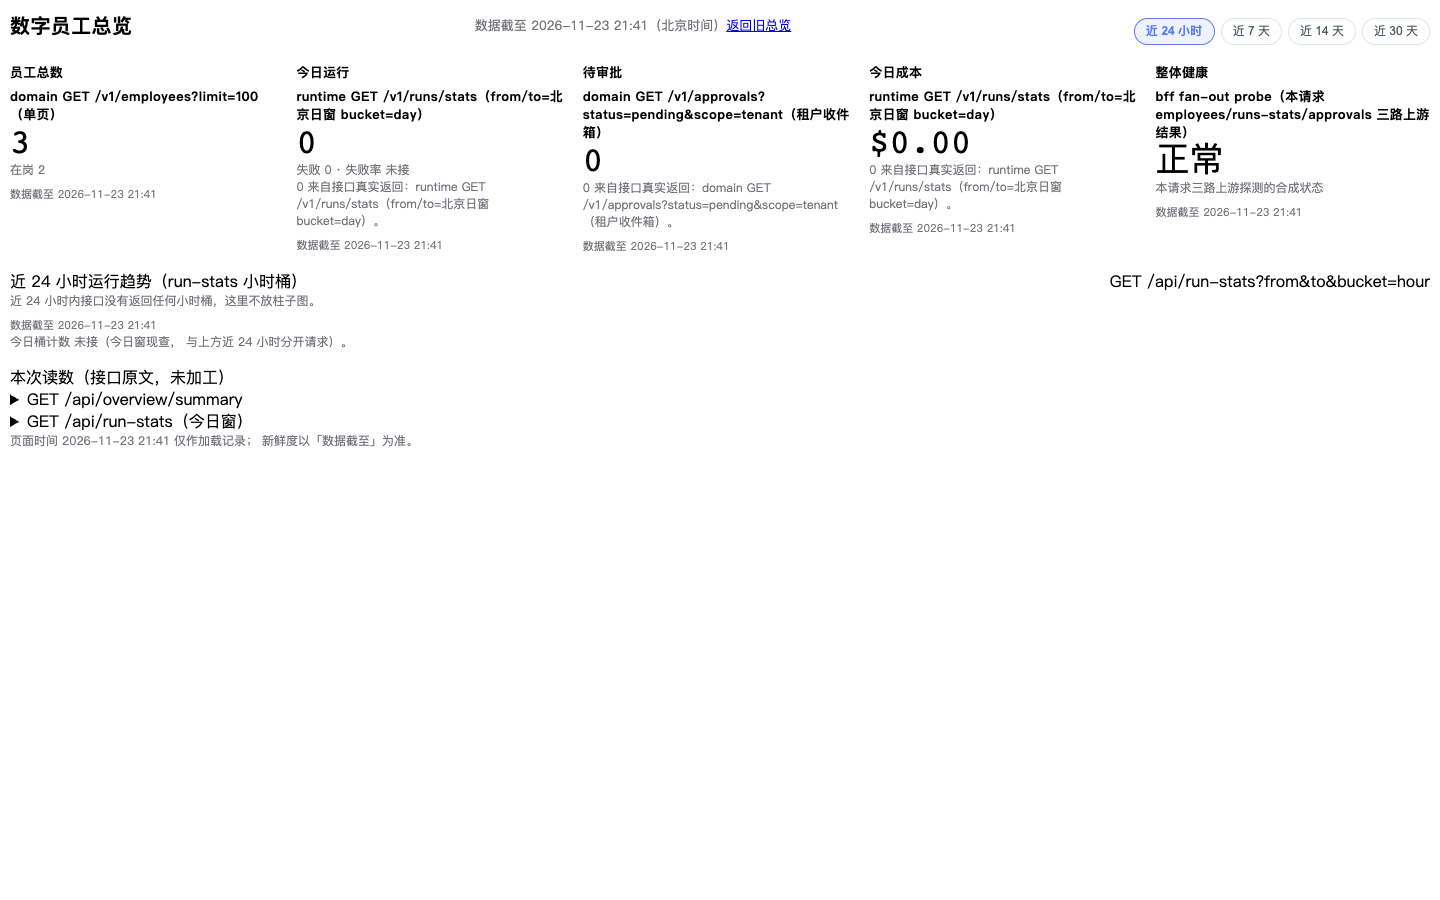 数字员工总览
数据截至 2026-11-23 21:41（北京时间）返回旧总览
近 24 小时
近 7 天
近 14 天
近 30 天
员工总数
domain GET /v1/employees?limit=100
（单页）
3
在岗 2
数据截至 2026-11-23 21:41
今日运行
runtime GET /v1/runs/stats（from/to=北
京日窗 bucket=day）
0
失败 0 · 失败率 未接
0 来自接口真实返回：runtime GET
/v1/runs/stats（from/to=北京日窗
bucket=day）。
数据截至 2026-11-23 21:41
待审批
domain GET /v1/approvals?
status=pending&scope=tenant（租户收件
箱）
0
0 来自接口真实返回：domain GET
/v1/approvals?status=pending&scope=tenant
（租户收件箱）。
数据截至 2026-11-23 21:41
今日成本
runtime GET /v1/runs/stats（from/to=北
京日窗 bucket=day）
$0.00
0 来自接口真实返回：runtime GET
/v1/runs/stats（from/to=北京日窗
bucket=day）。
数据截至 2026-11-23 21:41
整体健康
bff fan-out probe（本请求
employees/runs-stats/approvals 三路上游
结果）
正常
本请求三路上游探测的合成状态
数据截至 2026-11-23 21:41
近 24 小时运行趋势（run-stats 小时桶）
GET /api/run-stats?from&to&bucket=hour
近 24 小时内接口没有返回任何小时桶，这里不放柱子图。
数据截至 2026-11-23 21:41
今日桶计数 未接（今日窗现查， 与上方近 24 小时分开请求）。
本次读数（接口原文，未加工）
▶ GET /api/overview/summary
▶ GET /api/run-stats（今日窗）
页面时间 2026-11-23 21:41 仅作加载记录； 新鲜度以「数据截至」为准。